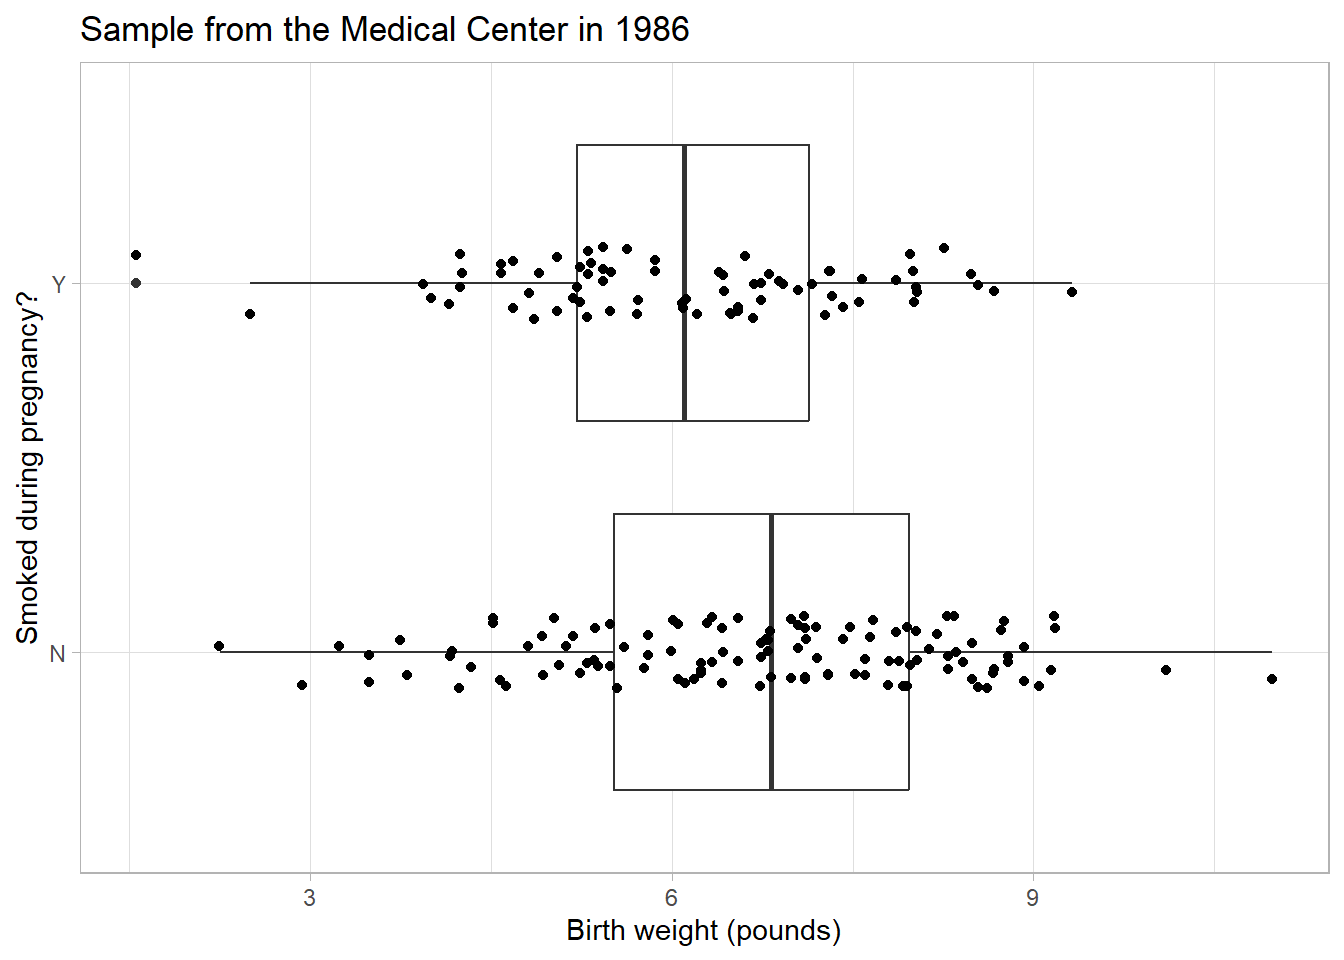 Sample from the Medical Center in 1986
Smoked during pregnancy?
Y
N
3 6 9
Birth weight (pounds)